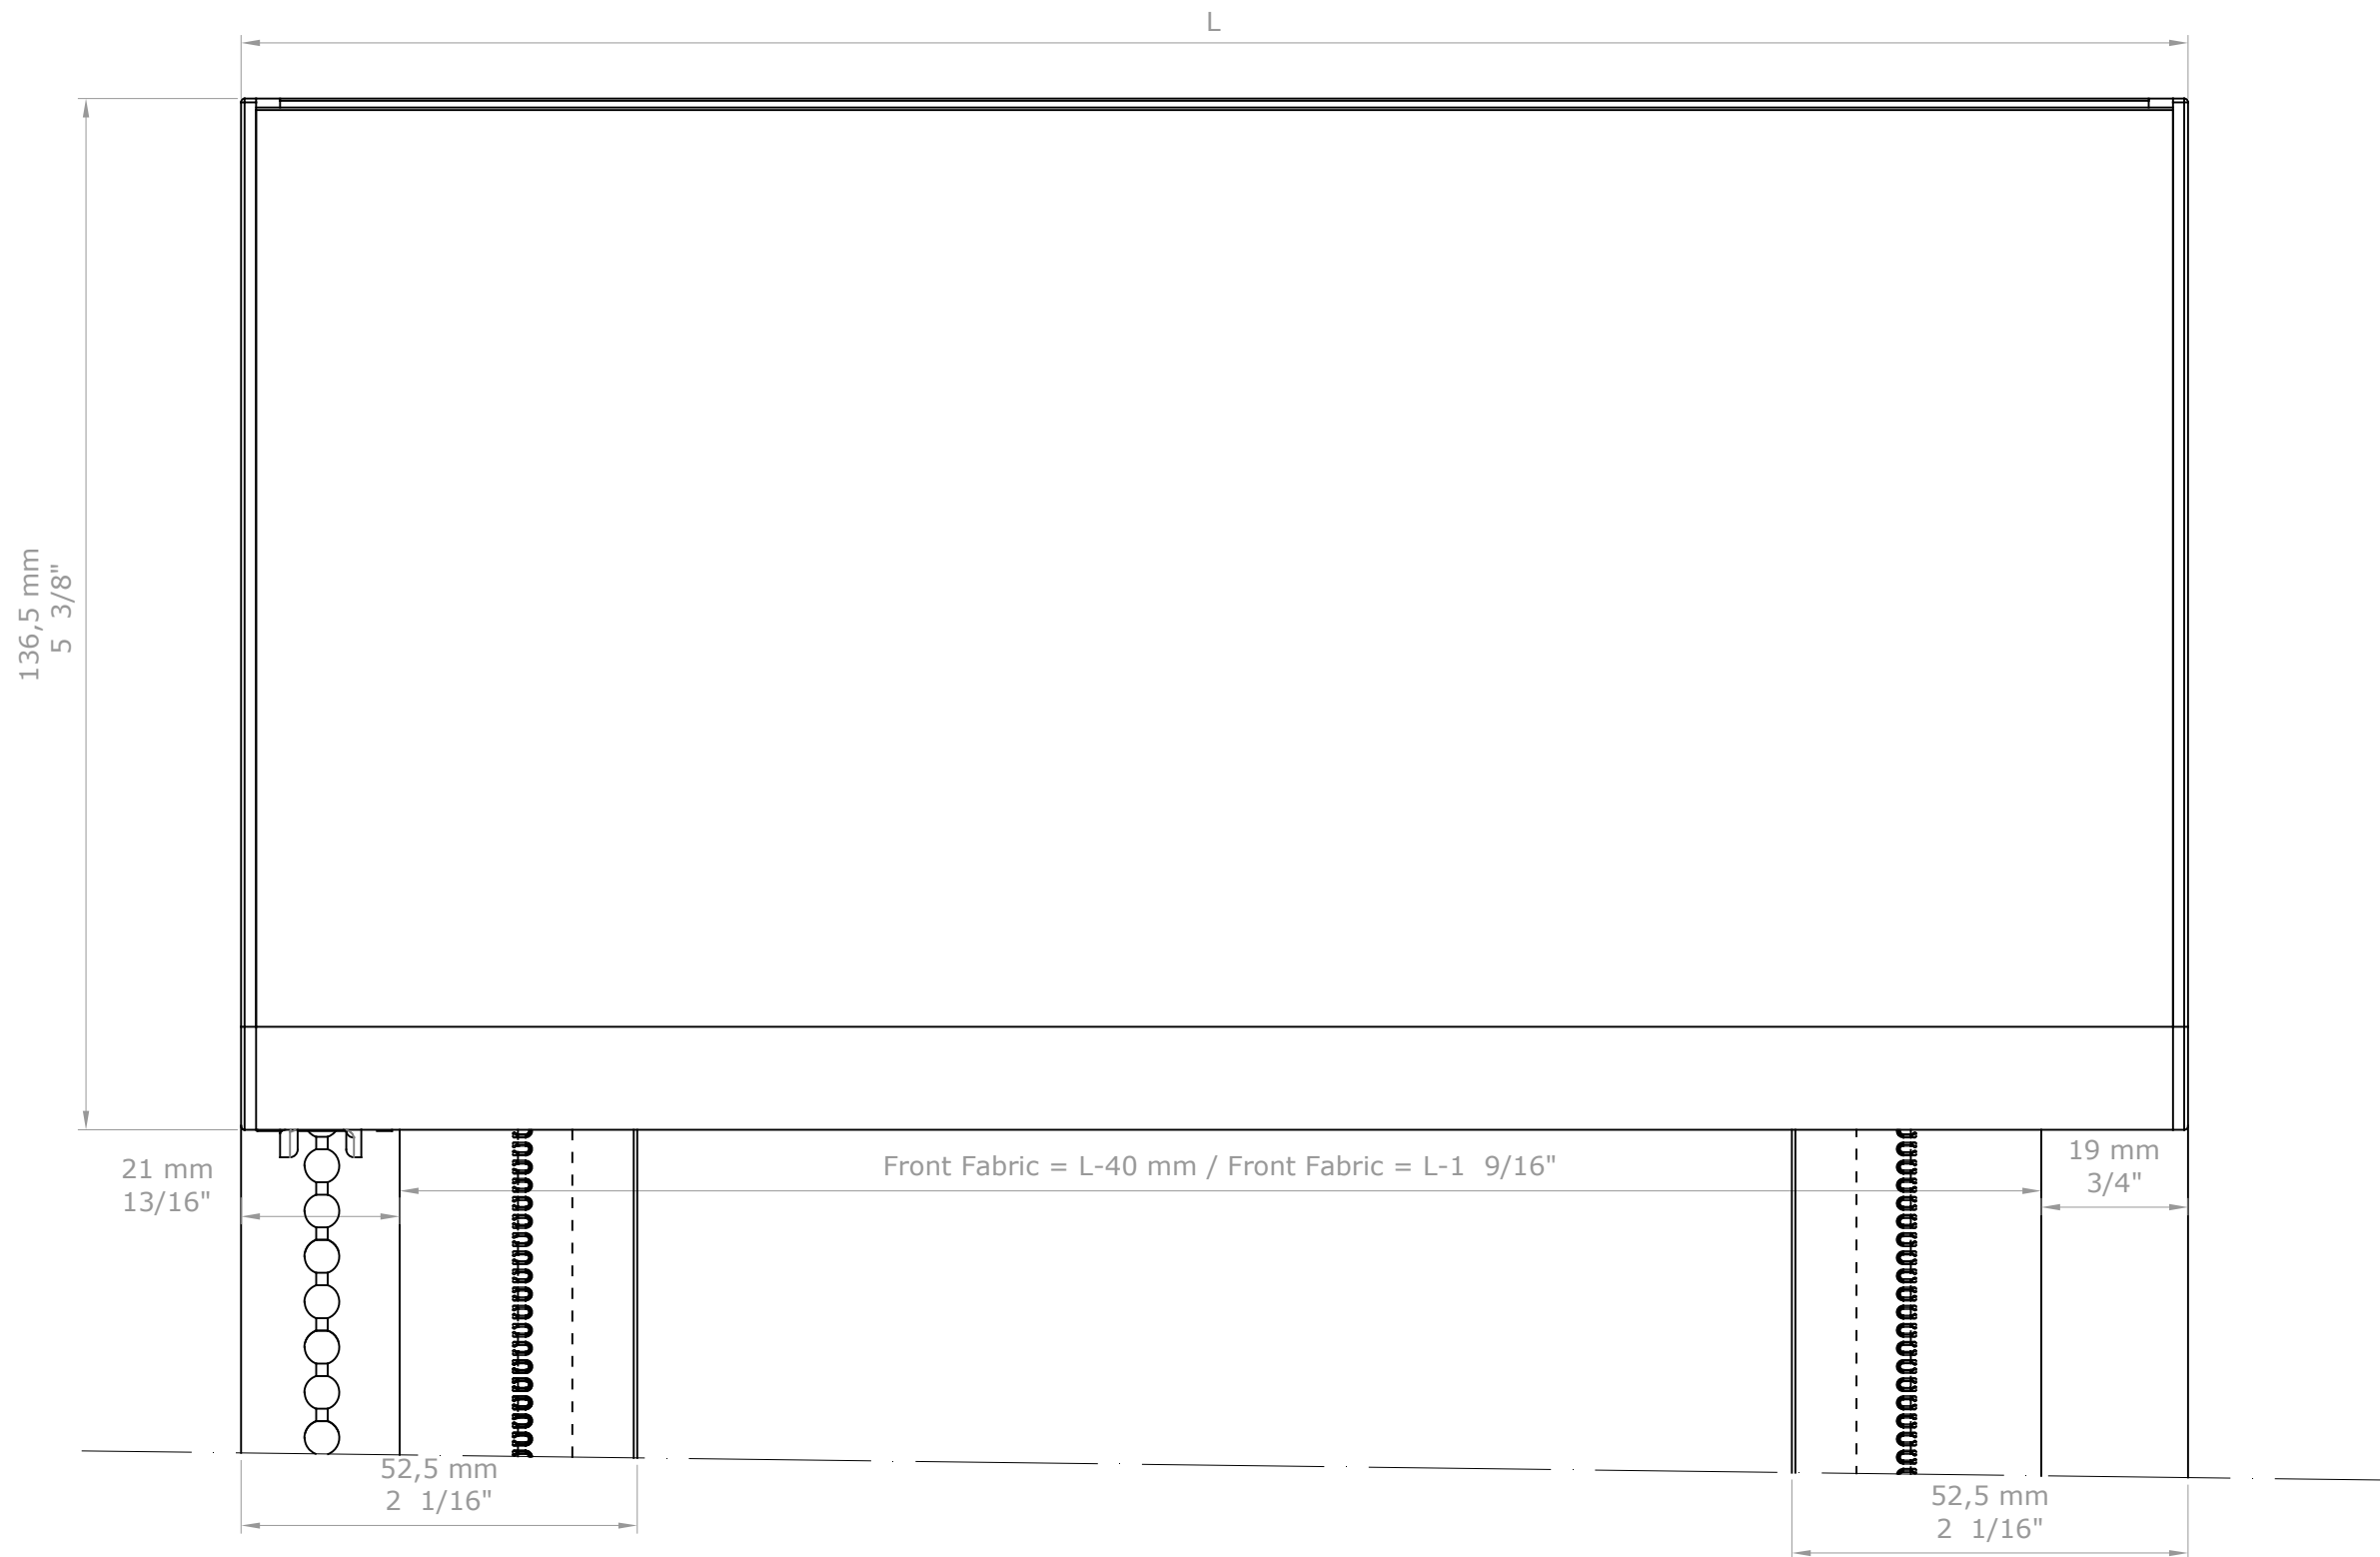 L
136,5 mm
5 3/8"
21 mm
13/16"
Front Fabric = L-40 mm / Front Fabric = L-1 9/16"
19 mm
3/4"
52,5 mm
2 1/16"
52,5 mm
2 1/16"